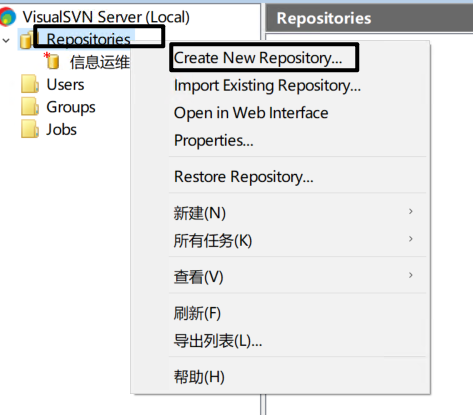 VisualSVN Server (Local)
Repositories
信息运维
Users
Groups
Jobs
Repositories
Create New Repository...
Import Existing Repository...
Open in Web Interface
Properties...
Restore Repository...
新建(N)
所有任务(K)
查看(V)
刷新(F)
导出列表(L)...
帮助(H)